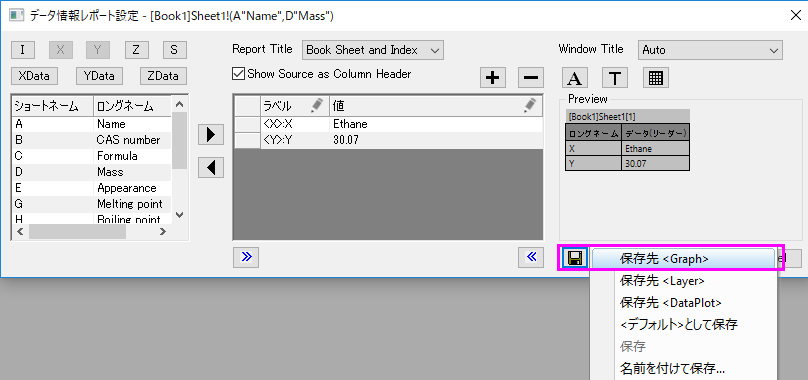 データ情報レポート設定 - [Book1]Sheet1!(A"Name",D"Mass")
I X Y Z S
XData YData ZData
Report Title Book Sheet and Index
Show Source as Column Header
Window Title Auto
A T
ショートネーム ロングネーム
A Name
B CAS number
C Formula
D Mass
E Appearance
G Melting point
H Boiling point
ラベル 値
<X>:X Ethane
<Y>:Y 30.07
Preview
[Book1]Sheet1[1]
ロングネーム データ(リーダー)
X Ethane
Y 30.07
保存先 <Graph>
保存先 <Layer>
保存先 <DataPlot>
<デフォルト>として保存
保存
名前を付けて保存...